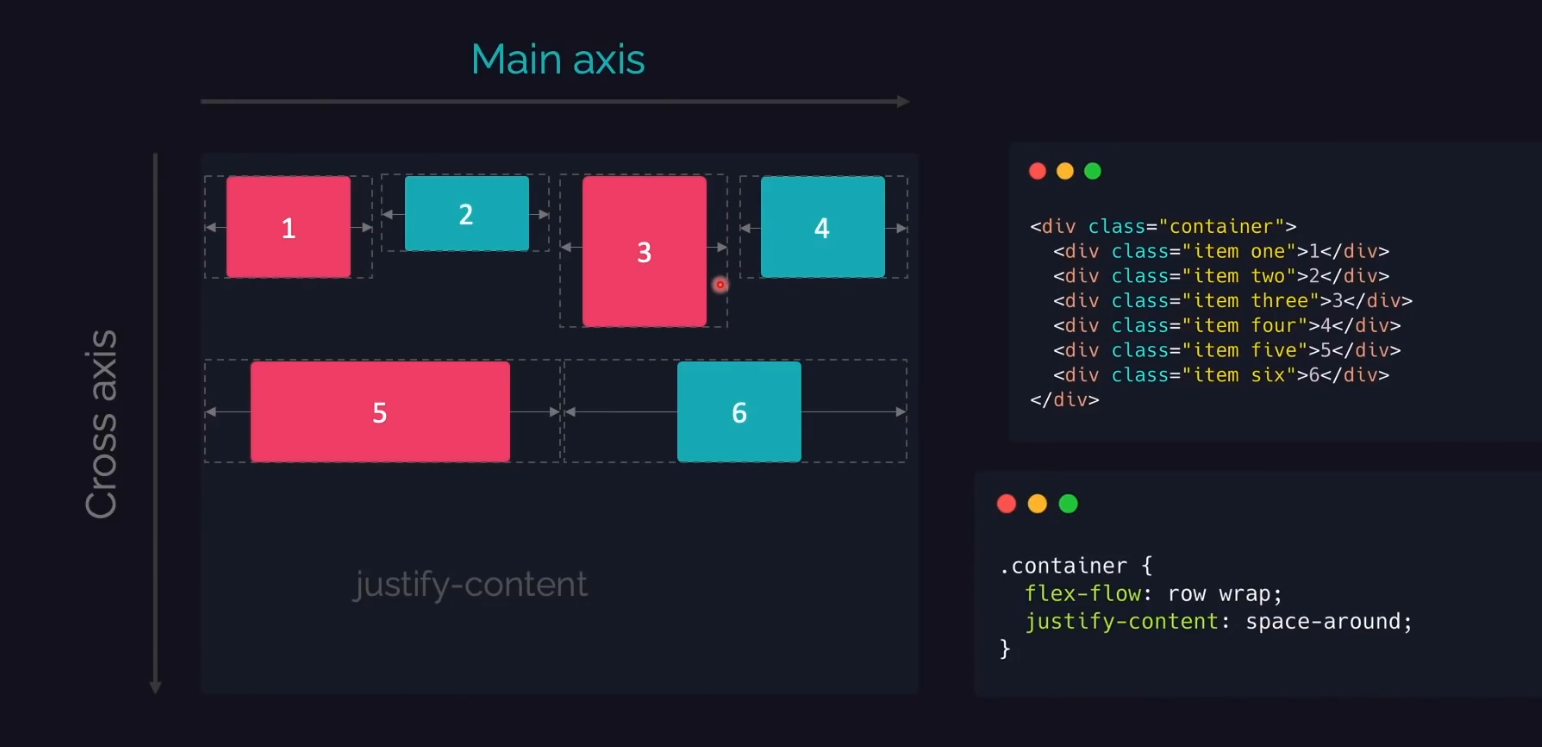 Main axis
Cross axis
1
2
3
4
5
6
justify-content
<div class="container">
  <div class="item one">1</div>
  <div class="item two">2</div>
  <div class="item three">3</div>
  <div class="item four">4</div>
  <div class="item five">5</div>
  <div class="item six">6</div>
</div>
.container {
  flex-flow: row wrap;
  justify-content: space-around;
}